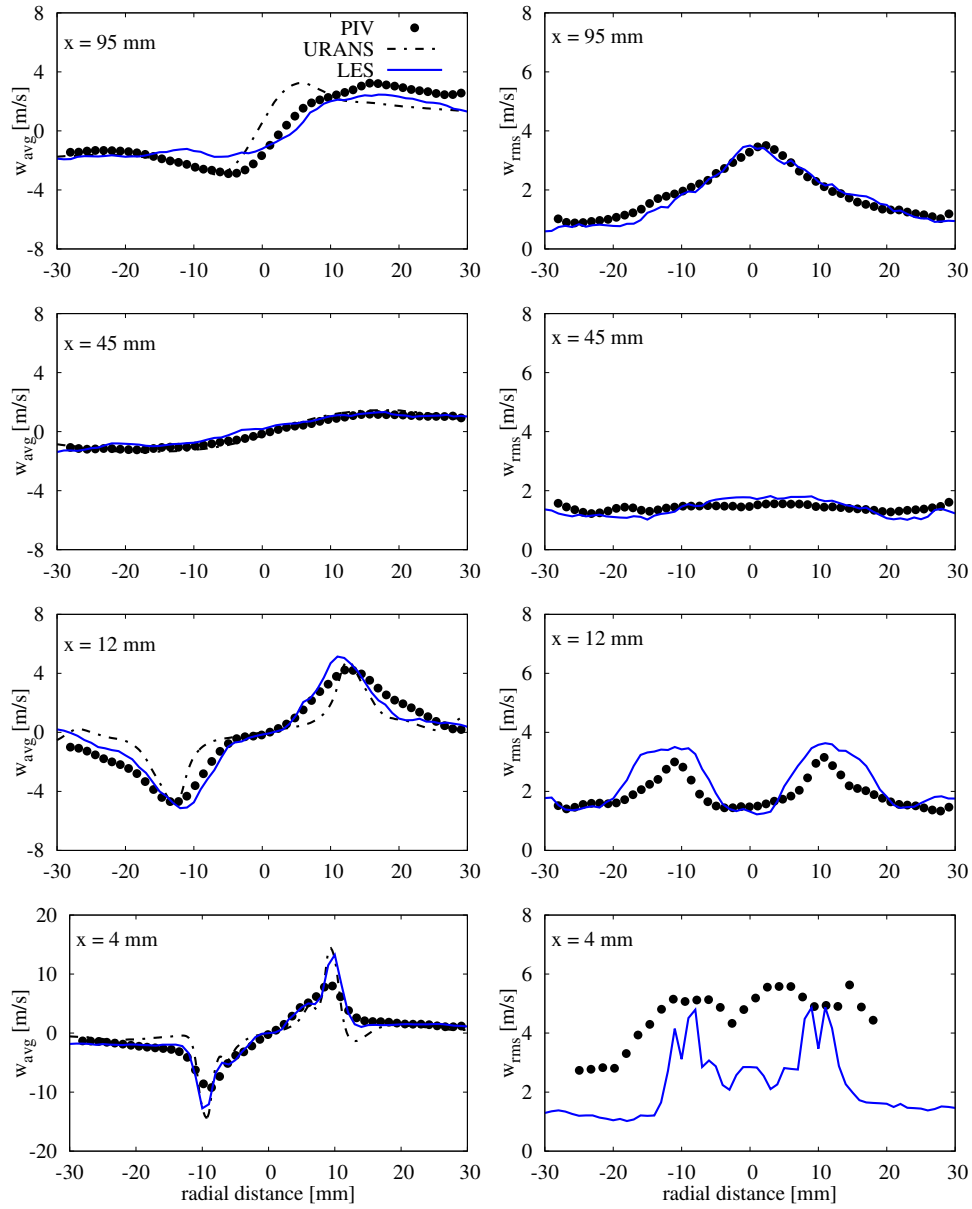 x = 95 mm
PIV
URANS
LES
w_avg [m/s]
8
4
0
-4
-8
-30 -20 -10 0 10 20 30
x = 95 mm
w_rms [m/s]
8
6
4
2
0
-30 -20 -10 0 10 20 30
x = 45 mm
w_avg [m/s]
8
4
0
-4
-8
-30 -20 -10 0 10 20 30
x = 45 mm
w_rms [m/s]
8
6
4
2
0
-30 -20 -10 0 10 20 30
x = 12 mm
w_avg [m/s]
8
4
0
-4
-8
-30 -20 -10 0 10 20 30
x = 12 mm
w_rms [m/s]
8
6
4
2
0
-30 -20 -10 0 10 20 30
x = 4 mm
w_avg [m/s]
20
10
0
-10
-20
-30 -20 -10 0 10 20 30
radial distance [mm]
x = 4 mm
w_rms [m/s]
8
6
4
2
0
-30 -20 -10 0 10 20 30
radial distance [mm]